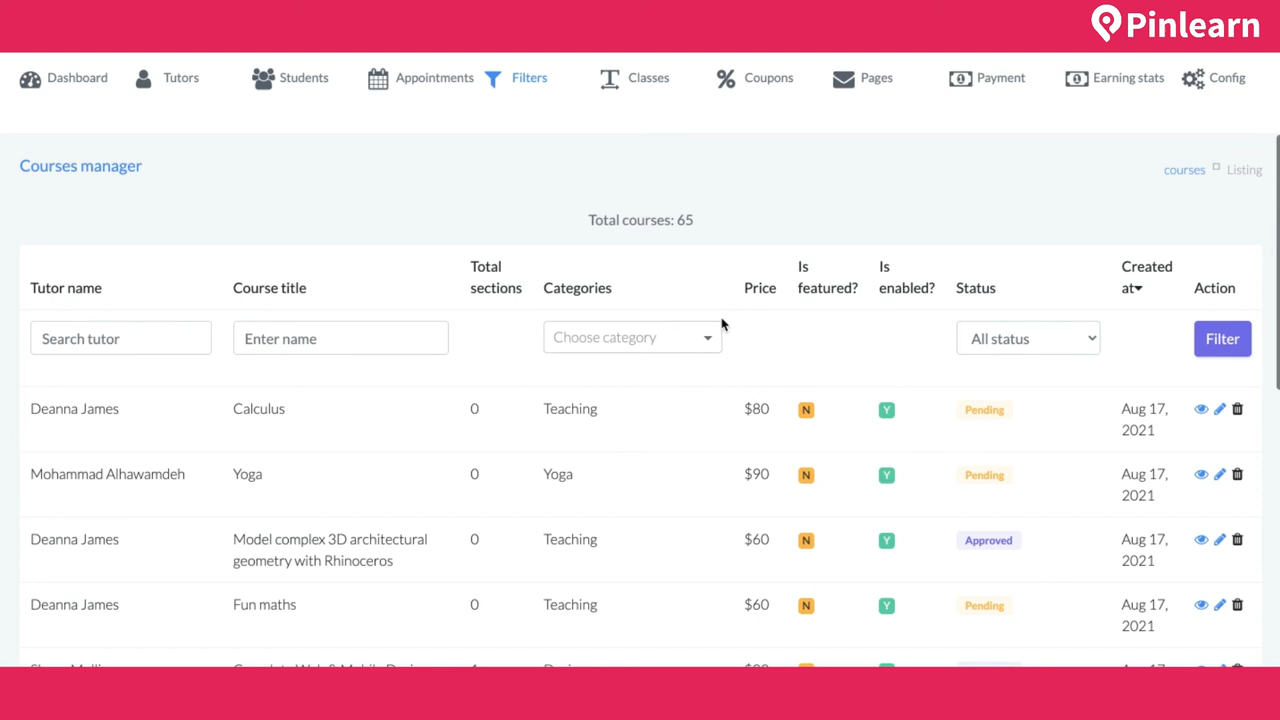 Pinlearn
Dashboard Tutors Students Appointments Filters Classes Coupons Pages Payment Earning stats Config
Courses manager
courses Listing
Total courses: 65
Tutor name Course title Total sections Categories Price Is featured? Is enabled? Status Created at Action
Search tutor Enter name Choose category All status Filter
Deanna James Calculus 0 Teaching $80 N Y Pending Aug 17, 2021
Mohammad Alhawamdeh Yoga 0 Yoga $90 N Y Pending Aug 17, 2021
Deanna James Model complex 3D architectural geometry with Rhinoceros 0 Teaching $60 N Y Approved Aug 17, 2021
Deanna James Fun maths 0 Teaching $60 N Y Pending Aug 17, 2021